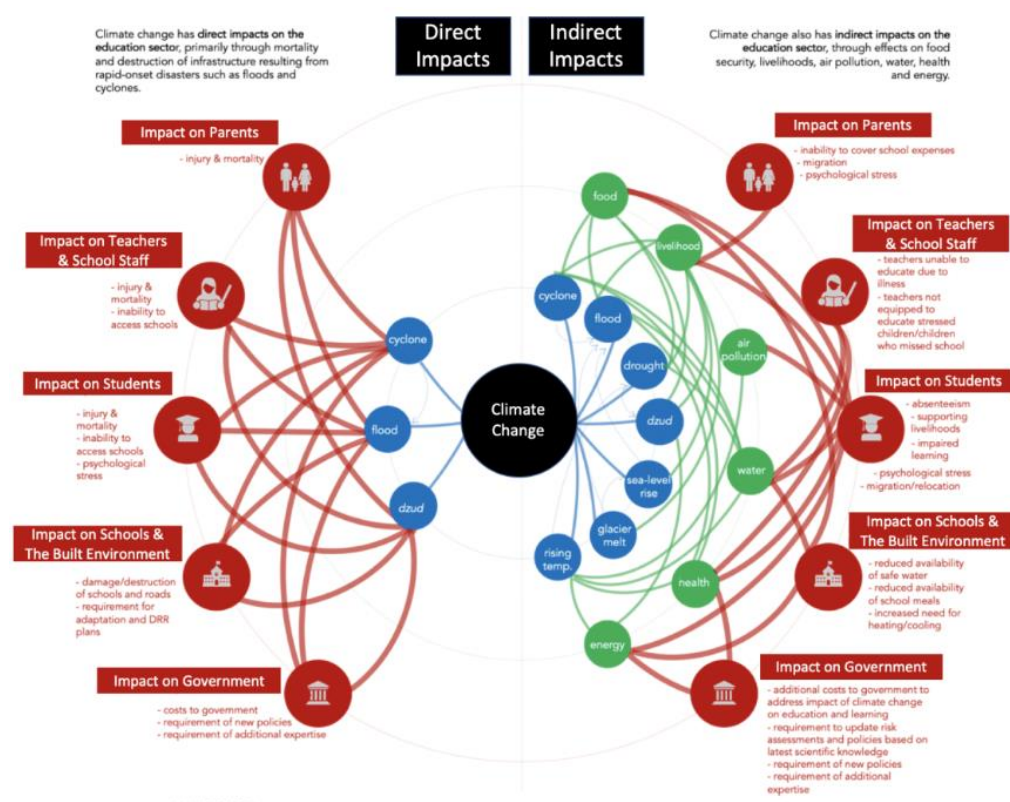 Climate change has direct impacts on the
education sector, primarily through mortality
and destruction of infrastructure resulting from
rapid-onset disasters such as floods and
cyclones.
Direct
Impacts
Indirect
Impacts
Climate change also has indirect impacts on the
education sector, through effects on food
security, livelihoods, air pollution, water, health
and energy.
Impact on Parents
- injury & mortality
Impact on Teachers
& School Staff
- injury &
mortality
- inability to
access schools
Impact on Students
- injury &
mortality
- inability to
access schools
- psychological
stress
Impact on Schools &
The Built Environment
- damage/destruction
of schools and roads
- requirement for
adaptation and DRR
plans
Impact on Government
- costs to government
- requirement of new policies
- requirement of additional expertise
cyclone
flood
dzud
Climate
Change
cyclone
flood
drought
dzud
sea-level
rise
glacier
melt
rising
temp.
food
livelihood
air
pollution
water
health
energy
Impact on Parents
- inability to cover school expenses
- migration
- psychological stress
Impact on Teachers
& School Staff
- teachers unable to
educate due to
illness
- teachers not
equipped to
educate stressed
children/children
who missed school
Impact on Students
- absenteeism
- supporting
livelihoods
- impaired
learning
- psychological stress
- migration/relocation
Impact on Schools &
The Built Environment
- reduced availability
of safe water
- reduced availability
of school meals
- increased need for
heating/cooling
Impact on Government
- additional costs to government to
address impact of climate change
on education and learning
- requirement to update risk
assessments and policies based on
latest scientific knowledge
- requirement of new policies
- requirement of additional
expertise